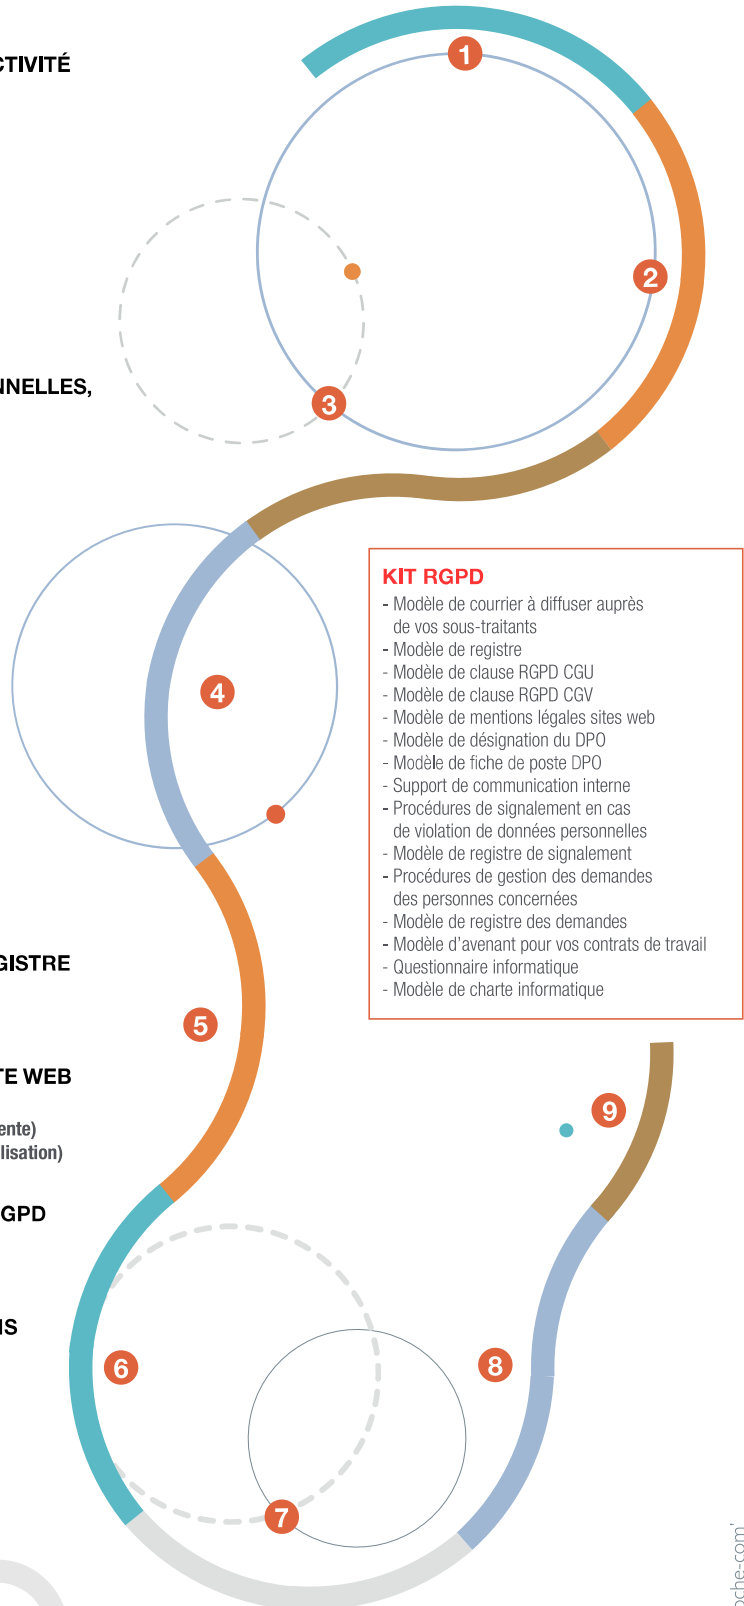 CTIVITÉ
1
2
NNELLES,
3
KIT RGPD
- Modèle de courrier à diffuser auprès
de vos sous-traitants
- Modèle de registre
- Modèle de clause RGPD CGU
- Modèle de clause RGPD CGV
- Modèle de mentions légales sites web
- Modèle de désignation du DPO
- Modèle de fiche de poste DPO
- Support de communication interne
- Procédures de signalement en cas
de violation de données personnelles
- Modèle de registre de signalement
- Procédures de gestion des demandes
des personnes concernées
- Modèle de registre des demandes
- Modèle d'avenant pour vos contrats de travail
- Questionnaire informatique
- Modèle de charte informatique
4
GISTRE
5
TE WEB
ente)
lisation)
9
GPD
NS
6
8
7
oche-com'